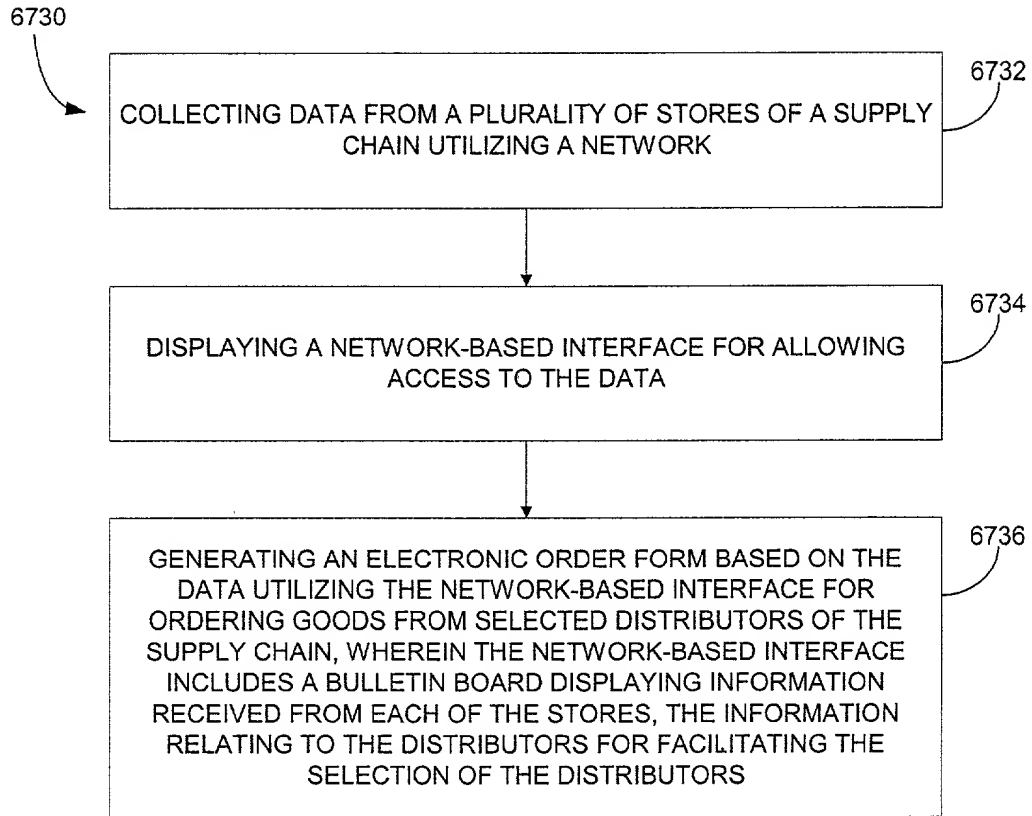 6730
6732
COLLECTING DATA FROM A PLURALITY OF STORES OF A SUPPLY
CHAIN UTILIZING A NETWORK
6734
DISPLAYING A NETWORK-BASED INTERFACE FOR ALLOWING
ACCESS TO THE DATA
6736
GENERATING AN ELECTRONIC ORDER FORM BASED ON THE
DATA UTILIZING THE NETWORK-BASED INTERFACE FOR
ORDERING GOODS FROM SELECTED DISTRIBUTORS OF THE
SUPPLY CHAIN, WHEREIN THE NETWORK-BASED INTERFACE
INCLUDES A BULLETIN BOARD DISPLAYING INFORMATION
RECEIVED FROM EACH OF THE STORES, THE INFORMATION
RELATING TO THE DISTRIBUTORS FOR FACILITATING THE
SELECTION OF THE DISTRIBUTORS